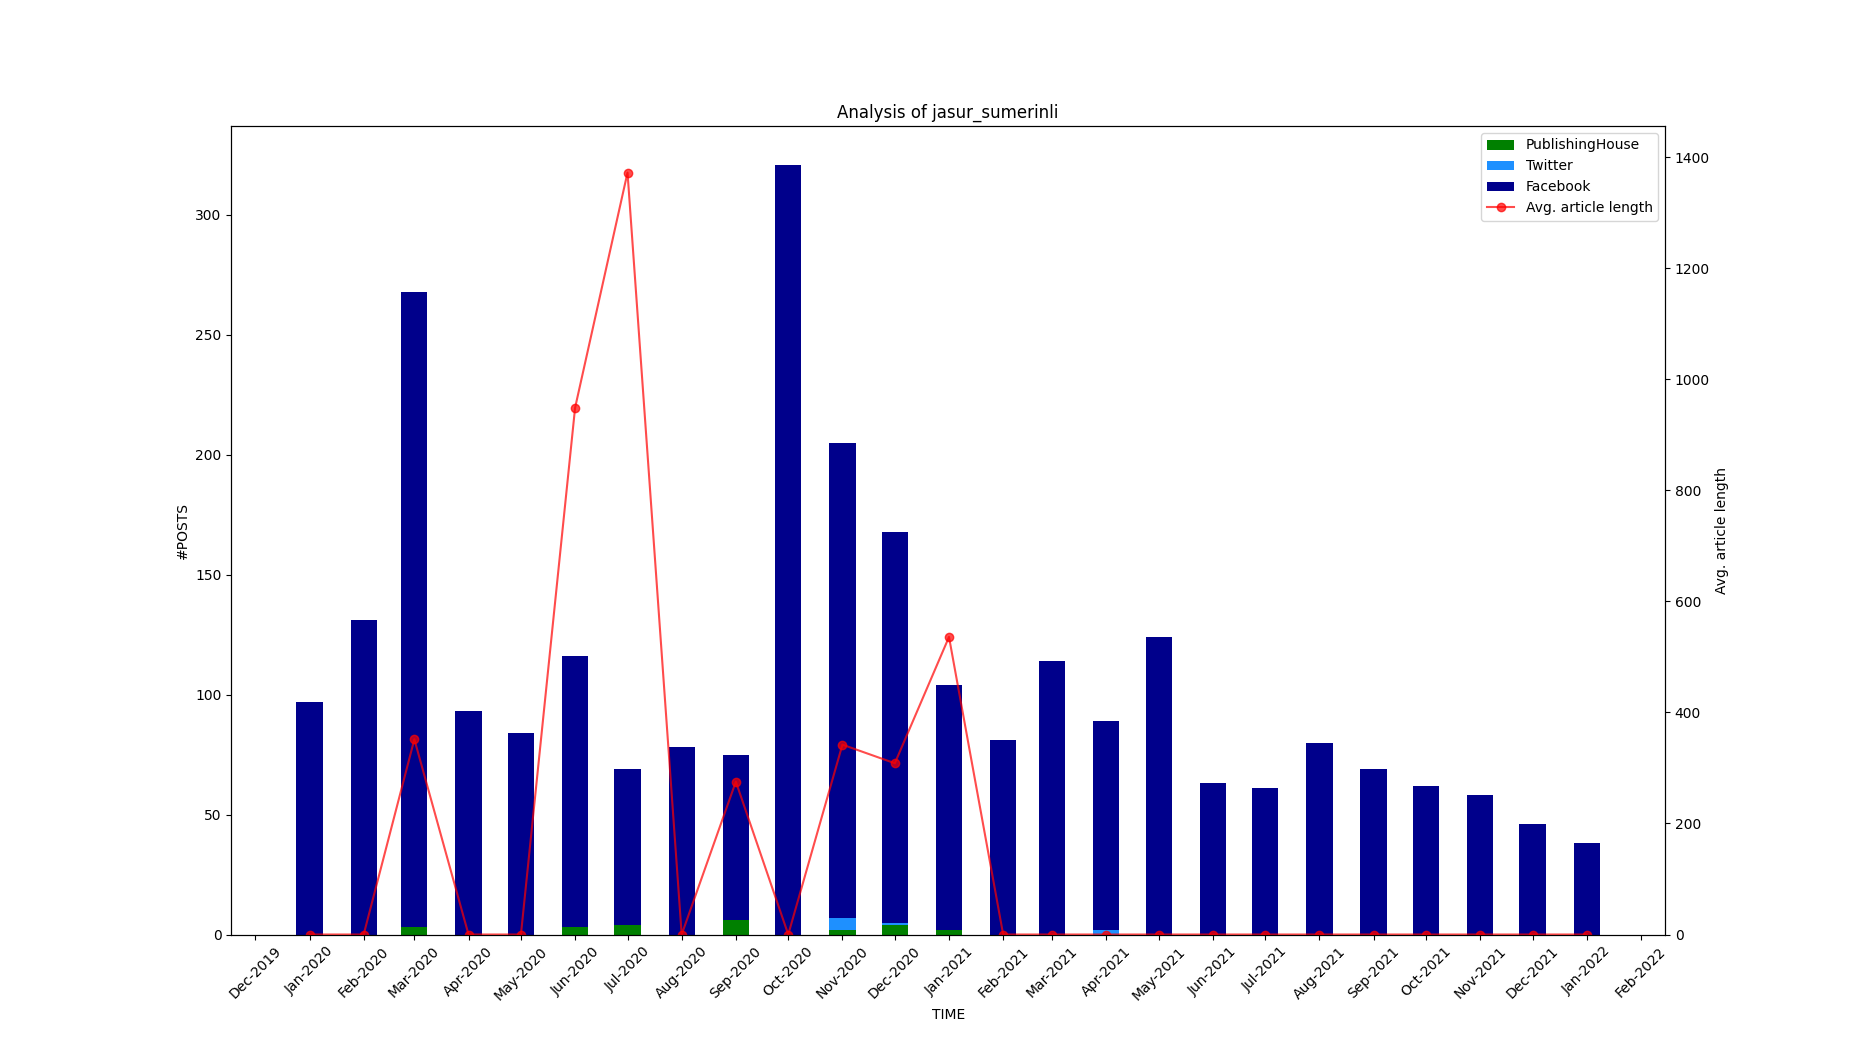 Analysis of jasur_sumerinli
PublishingHouse
Twitter
Facebook
Avg. article length
300
250
200
150
100
50
0
#POSTS
1400
1200
1000
800
600
400
200
0
Avg. article length
Dec-2019
Jan-2020
Feb-2020
Mar-2020
Apr-2020
May-2020
Jun-2020
Jul-2020
Aug-2020
Sep-2020
Oct-2020
Nov-2020
Dec-2020
Jan-2021
Feb-2021
Mar-2021
Apr-2021
May-2021
Jun-2021
Jul-2021
Aug-2021
Sep-2021
Oct-2021
Nov-2021
Dec-2021
Jan-2022
Feb-2022
TIME